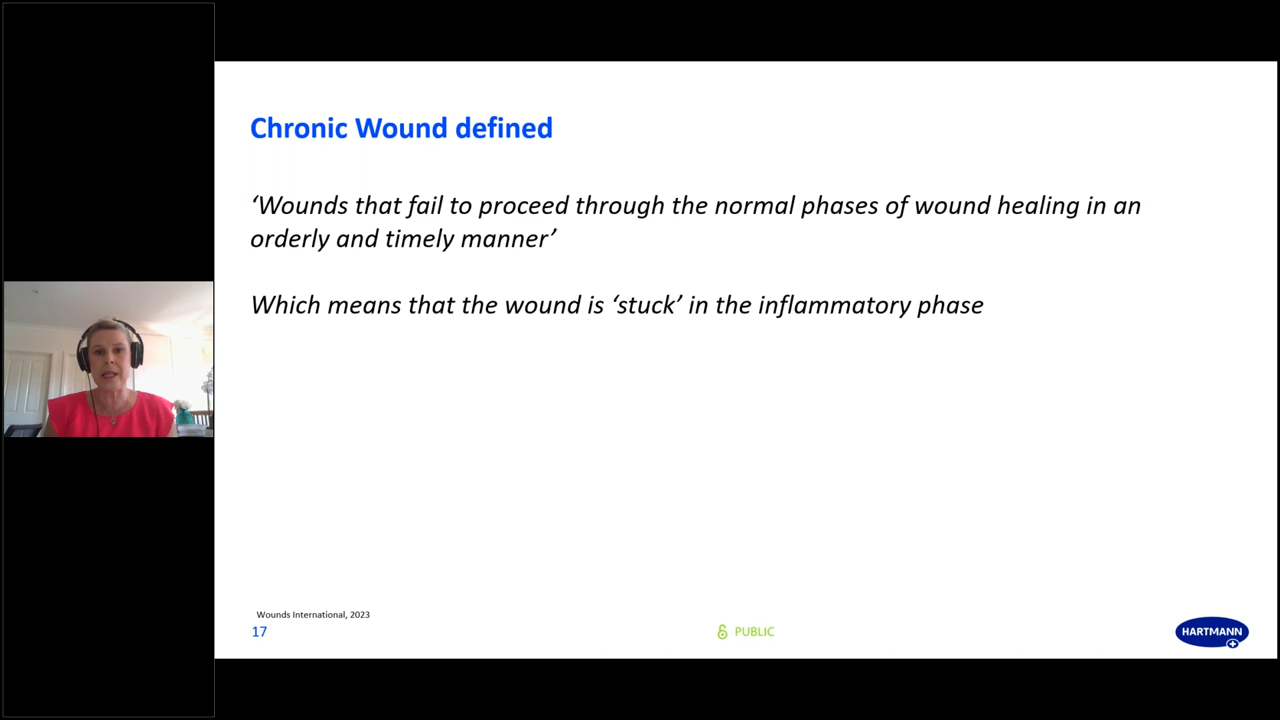 Chronic Wound defined
‘Wounds that fail to proceed through the normal phases of wound healing in an
orderly and timely manner’
Which means that the wound is ‘stuck’ in the inflammatory phase
Wounds International, 2023
17
PUBLIC
HARTMANN